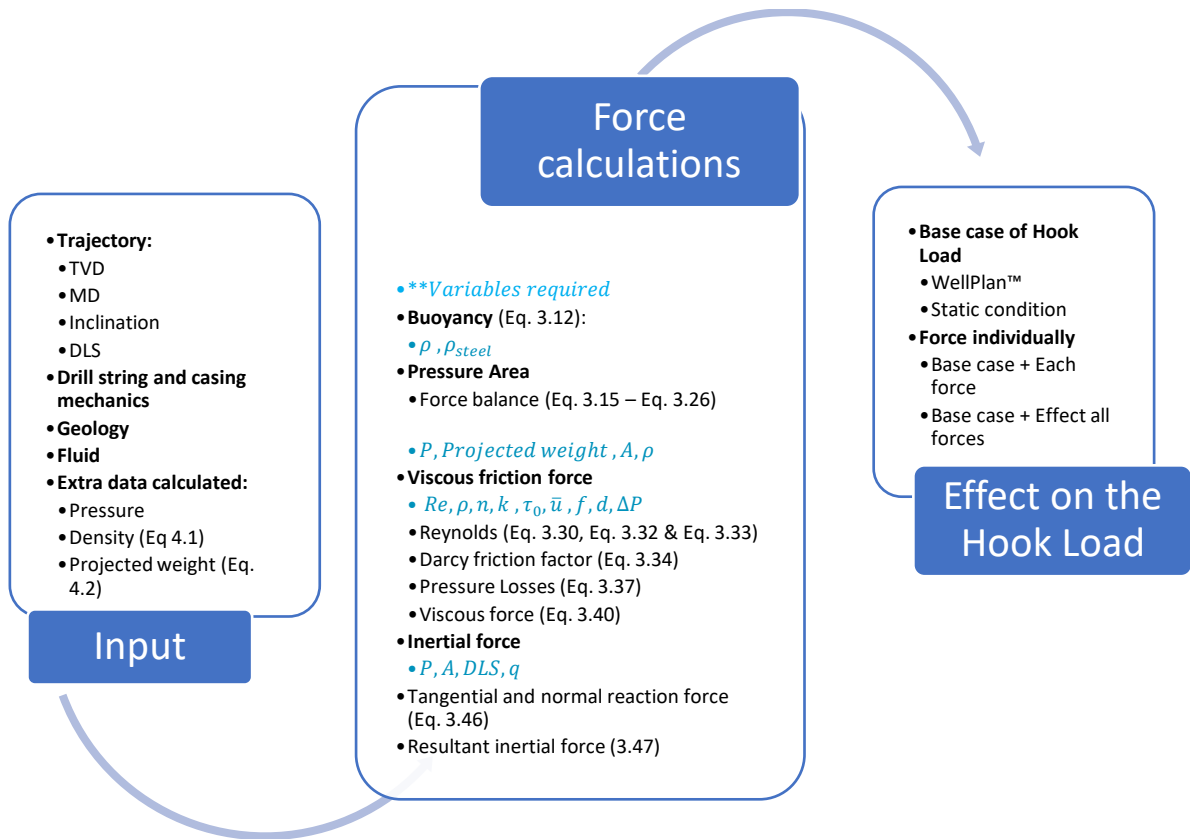 •Trajectory:
•TVD
•MD
•Inclination
•DLS
•Drill string and casing
mechanics
•Geology
•Fluid
•Extra data calculated:
•Pressure
•Density (Eq 4.1)
•Projected weight (Eq.
4.2)
Input
Force
calculations
•**Variables required
•Buoyancy (Eq. 3.12):
•ρ , ρ_steel
•Pressure Area
•Force balance (Eq. 3.15 – Eq. 3.26)
•P, Projected weight , A, ρ
•Viscous friction force
• Re, ρ, n, k , τ₀, ū , f, d, ΔP
•Reynolds (Eq. 3.30, Eq. 3.32 & Eq. 3.33)
•Darcy friction factor (Eq. 3.34)
•Pressure Losses (Eq. 3.37)
•Viscous force (Eq. 3.40)
•Inertial force
•P, A, DLS, q
•Tangential and normal reaction force
(Eq. 3.46)
•Resultant inertial force (3.47)
•Base case of Hook
Load
•WellPlan™
•Static condition
•Force individually
•Base case + Each
force
•Base case + Effect all
forces
Effect on the
Hook Load